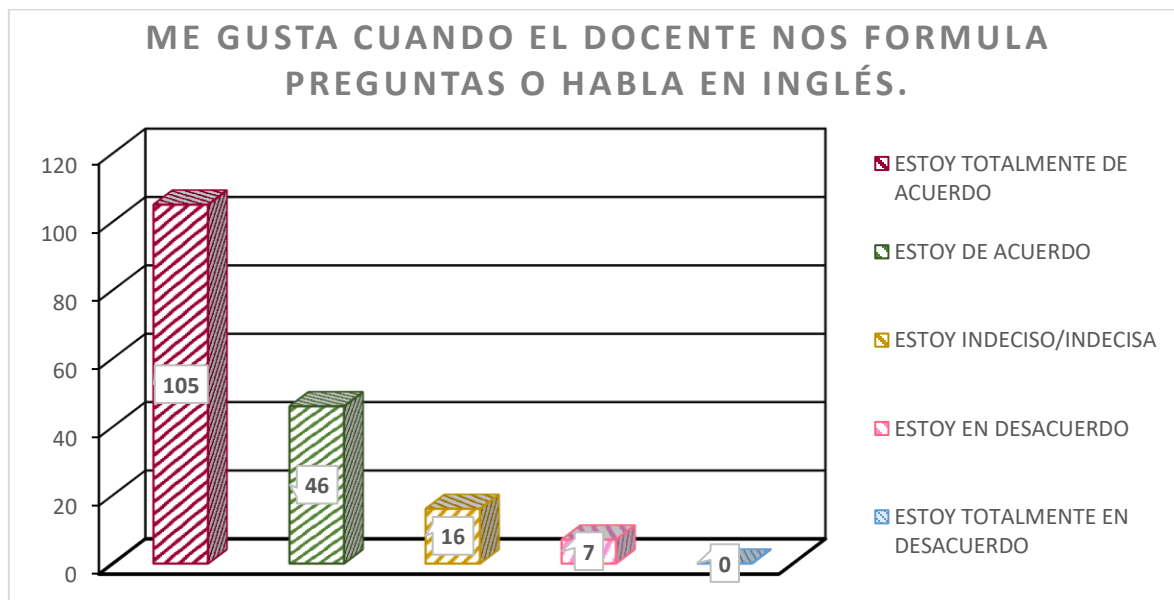 ME GUSTA CUANDO EL DOCENTE NOS FORMULA
PREGUNTAS O HABLA EN INGLÉS.
120
100
80
60
40
20
0
105
46
16
7
0
ESTOY TOTALMENTE DE
ACUERDO
ESTOY DE ACUERDO
ESTOY INDECISO/INDECISA
ESTOY EN DESACUERDO
ESTOY TOTALMENTE EN
DESACUERDO